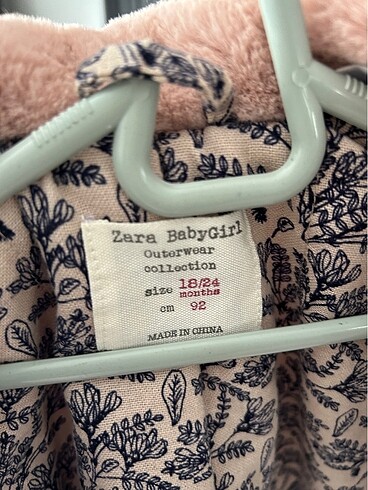 Zara BabyGirl
Outerwear
collection
size 18/24 months
cm 92
MADE IN CHINA